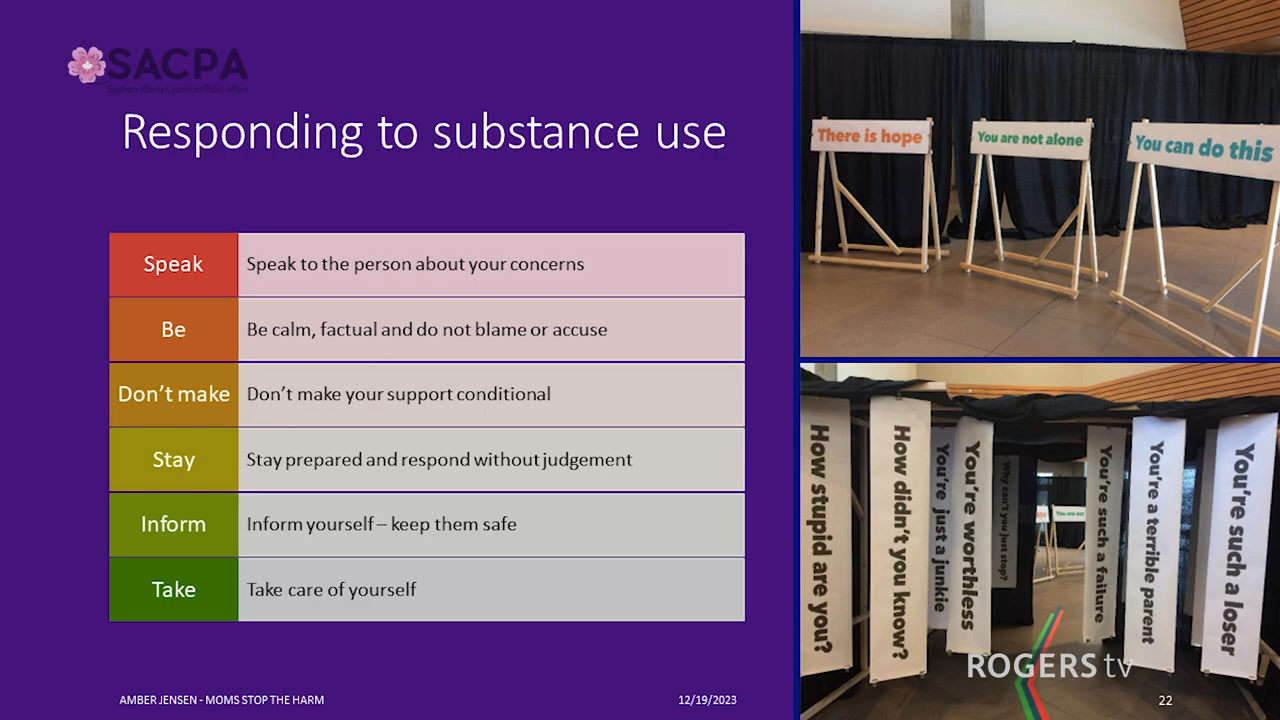 SACPA
Southern Alberta Council on Public Affairs
Responding to substance use
Speak
Speak to the person about your concerns
Be
Be calm, factual and do not blame or accuse
Don't make
Don't make your support conditional
Stay
Stay prepared and respond without judgement
Inform
Inform yourself – keep them safe
Take
Take care of yourself
AMBER JENSEN - MOMS STOP THE HARM
12/19/2023
There is hope
You are not alone
You can do this
How stupid are you?
How didn't you know?
You're just a junkie
You're worthless
Why can't you just stop?
You are not
You're such a failure
You're a terrible parent
You're such a loser
ROGERS tv
22